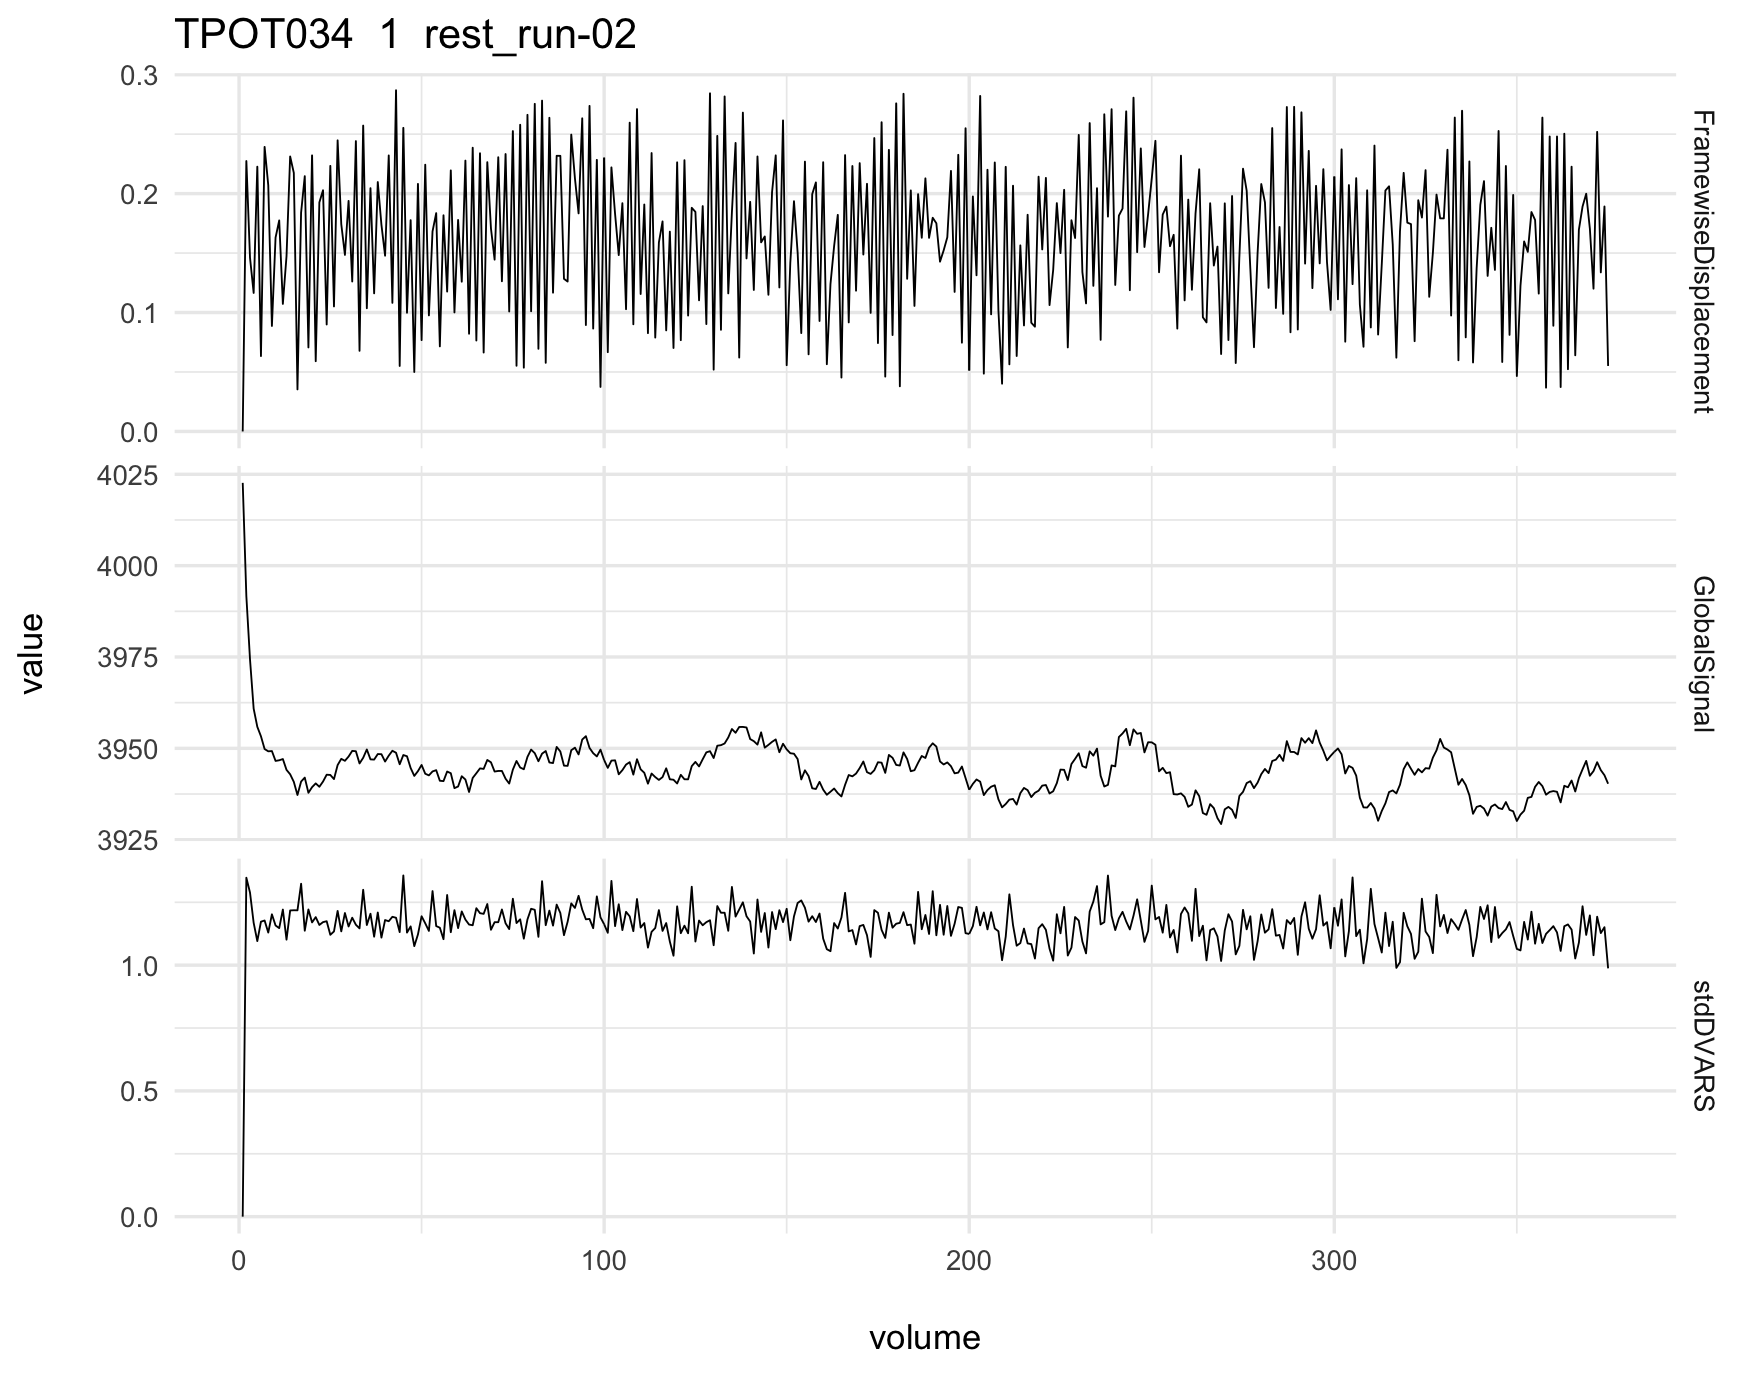 TPOT034 1 rest_run-02
0.3
0.2
0.1
0.0
FramewiseDisplacement
4025
4000
3975
3950
3925
GlobalSignal
1.0
0.5
0.0
stdDVARS
value
0 100 200 300
volume